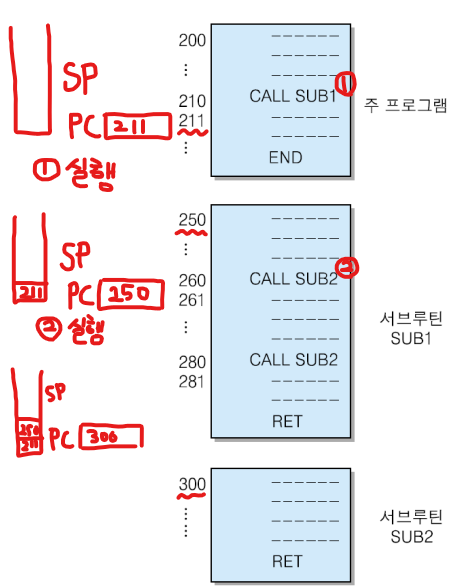 200
SP
⋮
CALL SUB1 ①
210
주 프로그램
PC 211
211
⋮
END
① 실행
250
SP
⋮
CALL SUB2 ②
260
211
PC 250
261
② 실행
⋮
서브루틴
SUB1
280
CALL SUB2
281
SP
RET
250
211
PC 300
300
⋮
서브루틴
SUB2
RET